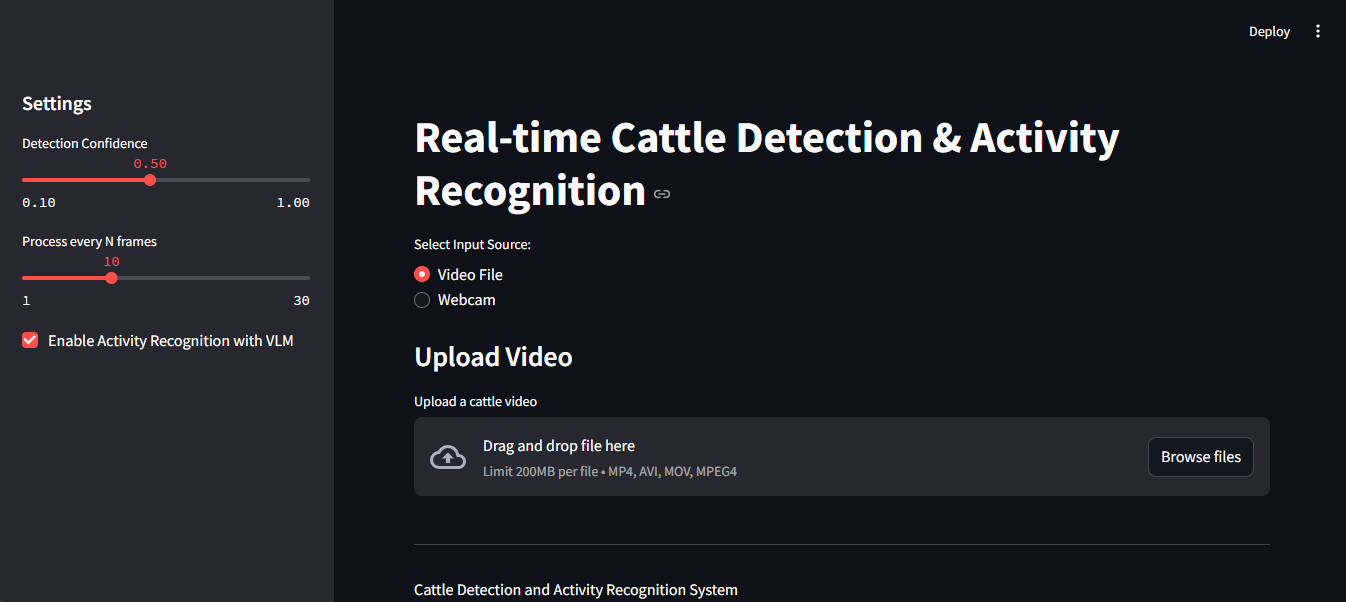 Deploy
Settings
Detection Confidence
0.50
0.10 1.00
Process every N frames
10
1 30
Enable Activity Recognition with VLM
Real-time Cattle Detection & Activity
Recognition
Select Input Source:
Video File
Webcam
Upload Video
Upload a cattle video
Drag and drop file here
Limit 200MB per file • MP4, AVI, MOV, MPEG4
Browse files
Cattle Detection and Activity Recognition System